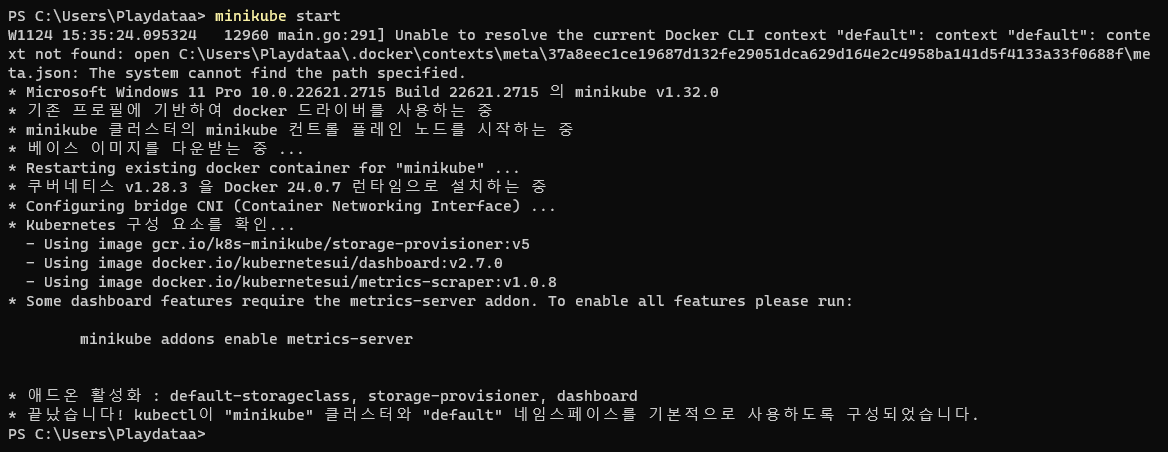 PS C:\Users\Playdataa> minikube start
W1124 15:35:24.095324   12960 main.go:291] Unable to resolve the current Docker CLI context "default": context "default": conte
xt not found: open C:\Users\Playdataa\.docker\contexts\meta\37a8eec1ce19687d132fe29051dca629d164e2c4958ba141d5f4133a33f0688f\me
ta.json: The system cannot find the path specified.
* Microsoft Windows 11 Pro 10.0.22621.2715 Build 22621.2715 의 minikube v1.32.0
* 기존 프로필에 기반하여 docker 드라이버를 사용하는 중
* minikube 클러스터의 minikube 컨트롤 플레인 노드를 시작하는 중
* 베이스 이미지를 다운받는 중 ...
* Restarting existing docker container for "minikube" ...
* 쿠버네티스 v1.28.3 을 Docker 24.0.7 런타임으로 설치하는 중
* Configuring bridge CNI (Container Networking Interface) ...
* Kubernetes 구성 요소를 확인...
  - Using image gcr.io/k8s-minikube/storage-provisioner:v5
  - Using image docker.io/kubernetesui/dashboard:v2.7.0
  - Using image docker.io/kubernetesui/metrics-scraper:v1.0.8
* Some dashboard features require the metrics-server addon. To enable all features please run:
        minikube addons enable metrics-server
* 애드온 활성화 : default-storageclass, storage-provisioner, dashboard
* 끝났습니다! kubectl이 "minikube" 클러스터와 "default" 네임스페이스를 기본적으로 사용하도록 구성되었습니다.
PS C:\Users\Playdataa>